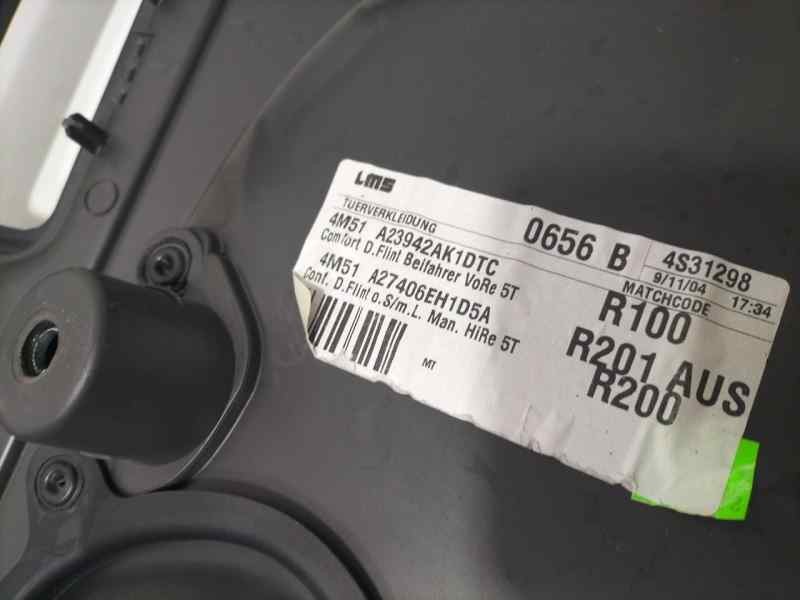 LMS
TUERVERKLEIDUNG
4M51 A23942AK1DTC
Comfort D.Flint Beifahrer VoRe 5T
4M51 A27406EH1D5A
Conf. D.Flint o.S/m.L. Man. HiRe 5T
MT
0656 B
4S31298
9/11/04 17:34
MATCHCODE
R100
R201 AUS
R200